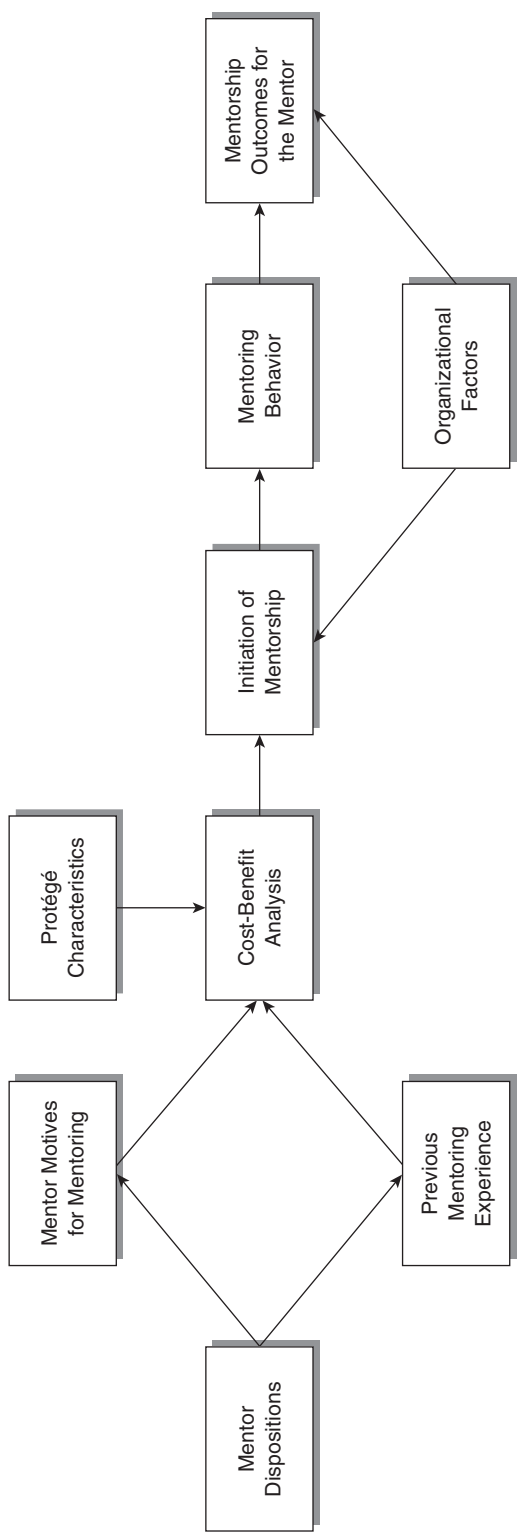 Mentor
Dispositions
Mentor Motives
for Mentoring
Previous
Mentoring
Experience
Protégé
Characteristics
Cost-Benefit
Analysis
Initiation of
Mentorship
Mentoring
Behavior
Organizational
Factors
Mentorship
Outcomes for
the Mentor